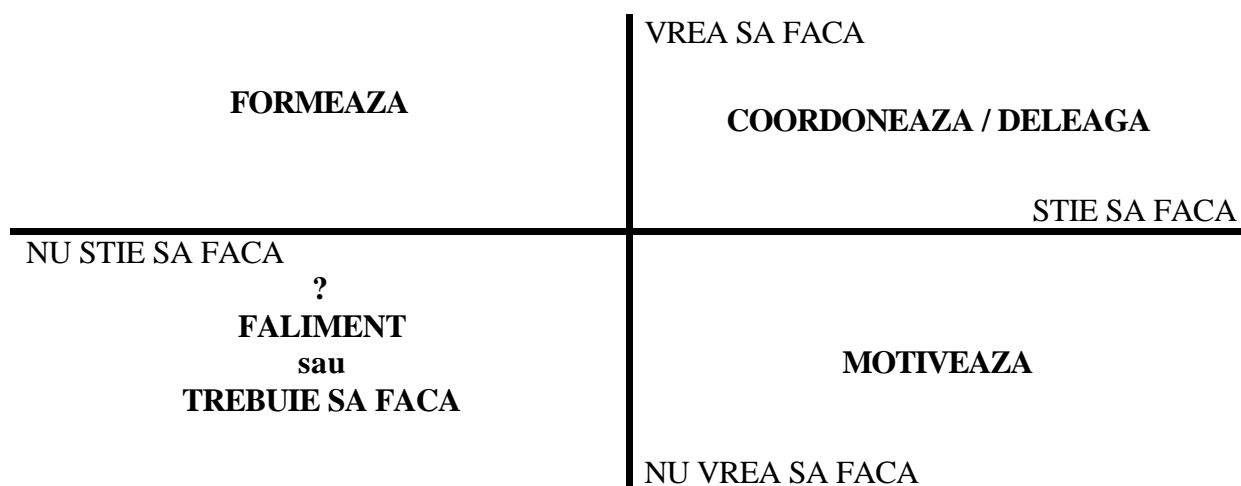 VREA SA FACA
FORMEAZA
COORDONEAZA / DELEAGA
STIE SA FACA
NU STIE SA FACA
?
FALIMENT
sau
TREBUIE SA FACA
MOTIVEAZA
NU VREA SA FACA